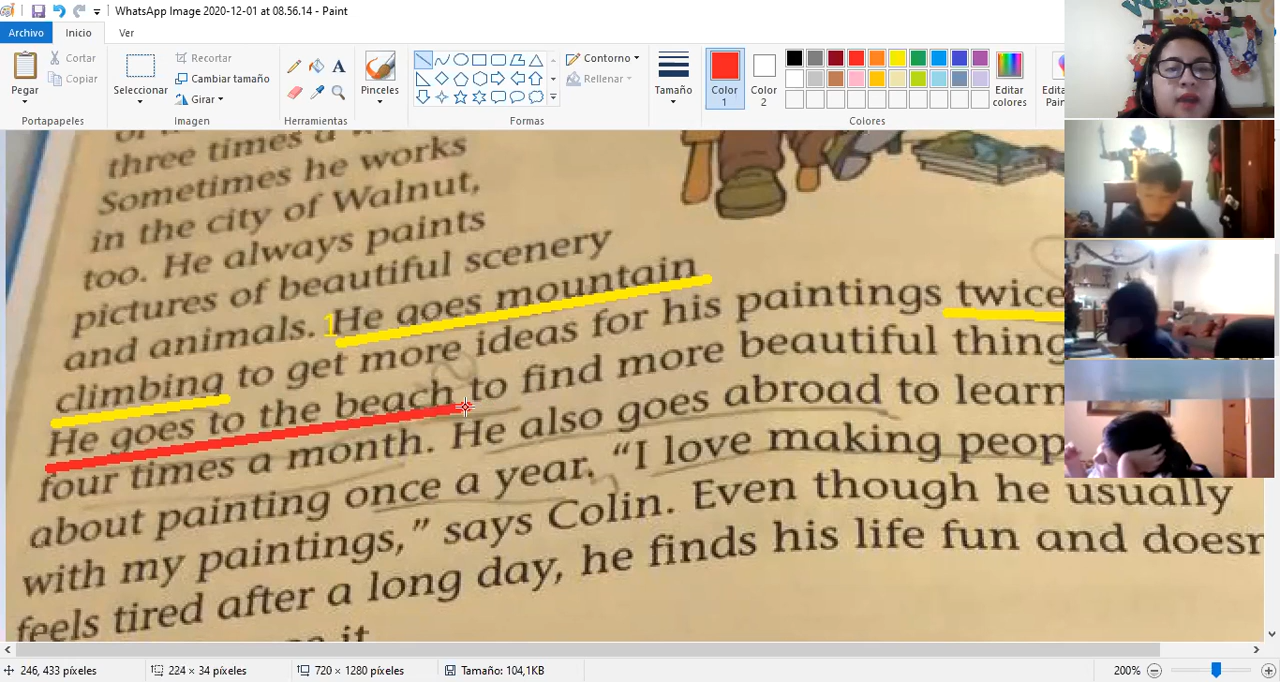 WhatsApp Image 2020-12-01 at 08.56.14 - Paint
Archivo Inicio Ver
Pegar
Cortar
Copiar
Portapapeles
Seleccionar
Recortar
Cambiar tamaño
Girar
Imagen
Herramientas
Pinceles
Contorno
Rellenar
Formas
Tamaño
Color 1
Color 2
Editar colores
Colores
three times a
Sometimes he works
in the city of Walnut,
too. He always paints
pictures of beautiful scenery
and animals. 1 He goes mountain
climbing to get more ideas for his paintings twice
He goes to the beach to find more beautiful thing
four times a month. He also goes abroad to learn
about painting once a year. “I love making peop
with my paintings,” says Colin. Even though he usually
feels tired after a long day, he finds his life fun and doesn
it
246, 433 píxeles 224 × 34 píxeles 720 × 1280 píxeles Tamaño: 104,1KB 200%